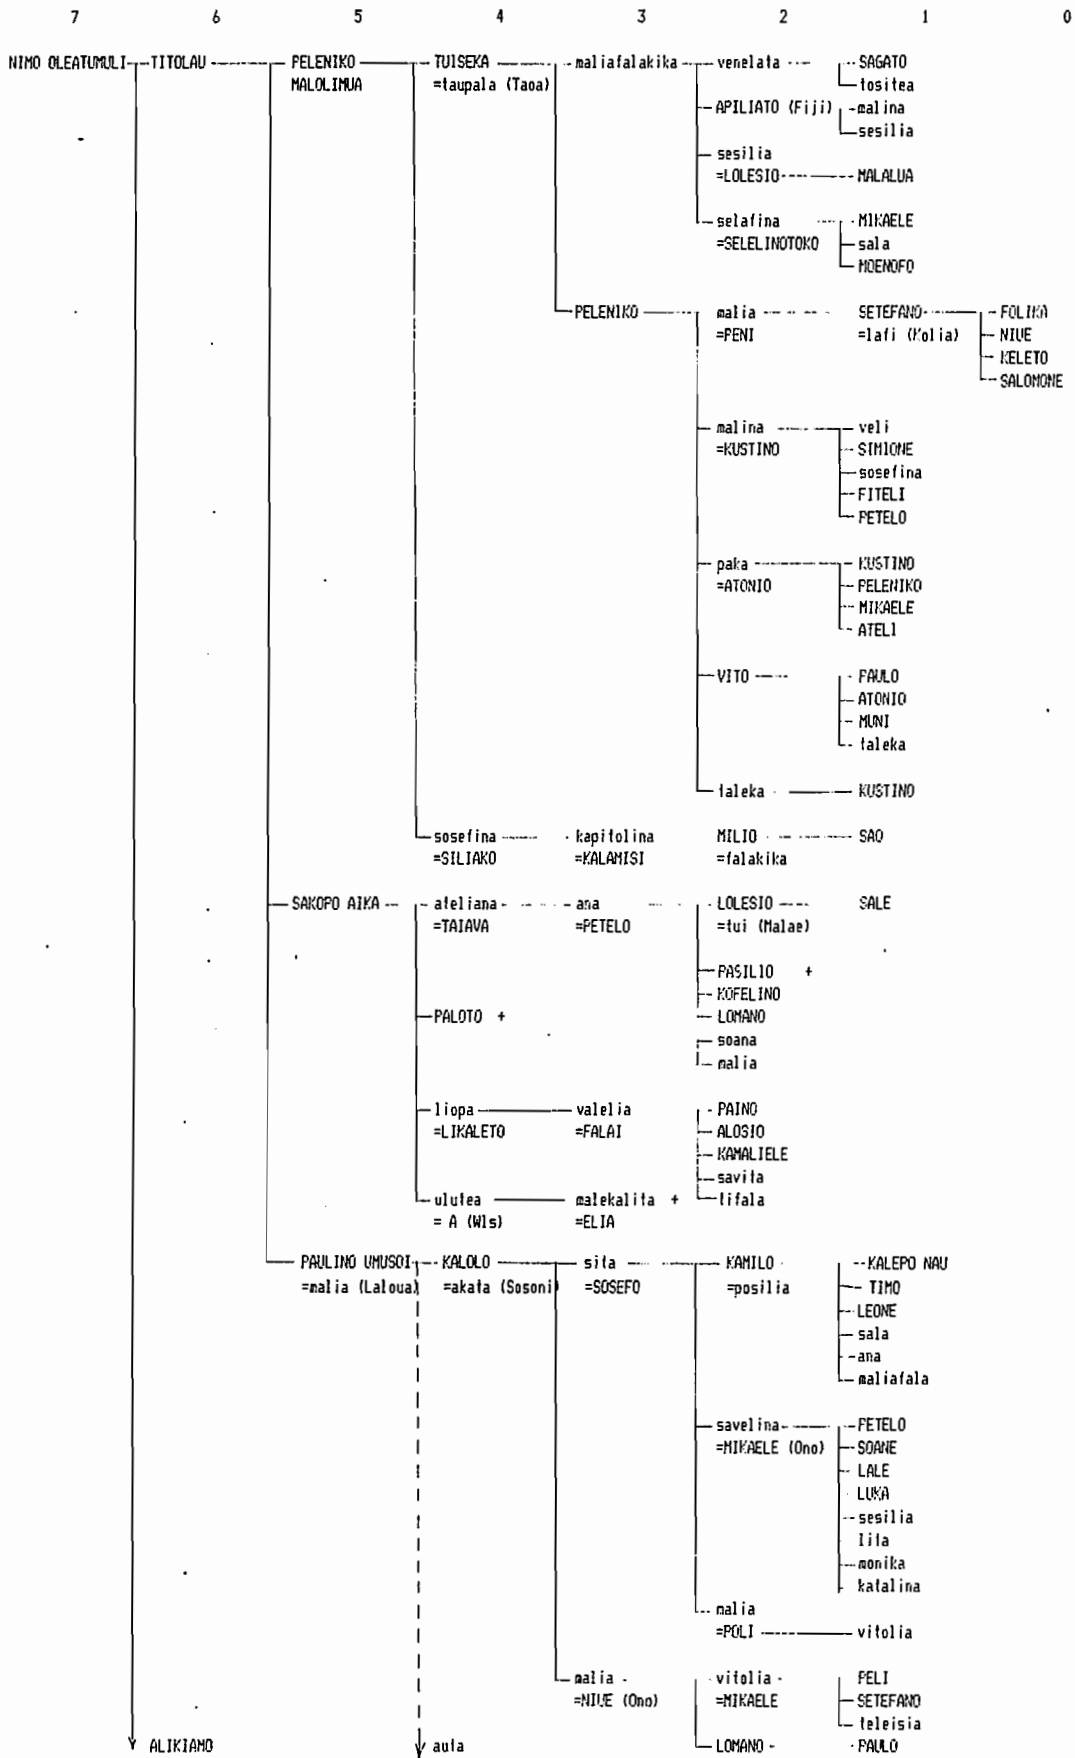 7 6 5 4 3 2 1 0
NIMO OLEATUMULI TITOLAU PELENIKO TUISEKA maliafalakika venelata SAGATO
MALOLIMUA =taupala (Taoa) tositea
APILIATO (Fiji) malina
sesilia
sesilia
=LOLESIO MALALUA
selafina MIKAELE
=SELELINOTOKO sala
MOENOFO
PELENIKO malia SETEFANO FOLIKA
=PENI =lafi (Kolia) NIUE
KELETO
SALOMONE
malina veli
=KUSTINO SIMIONE
sosefina
FITELI
PETELO
paka KUSTINO
=ATONIO PELENIKO
MIKAELE
ATELI
VITO PAULO
ATONIO
MUNI
taleka
taleka KUSTINO
sosefina kapitolina MILIO SAO
=SILIAKO =KALAMISI =falakika
SAKOPO AIKA ateliana ana LOLESIO SALE
=TAIAVA =PETELO =tui (Malae)
PASILIO +
KOFELINO
PALOTO + LOMANO
soana
malia
liopa valelia PAINO
=LIKALETO =FALAI ALOSIO
KAMALIELE
savita
ulutea malekalita + tifala
= A (Wls) =ELIA
PAULINO UMUSOI KALOLO sita KAMILO KALEPO NAU
=malia (Laloua) =akata (Sosoni) =SOSEFO =posilia TIMO
LEONE
sala
ana
maliafala
savelina PETELO
=MIKAELE (Ono) SOANE
LALE
LUKA
sesilia
lita
monika
katalina
malia
=POLI vitolia
malia vitolia PELI
=NIUE (Ono) =MIKAELE SETEFANO
teleisia
ALIKIAMO auta LOMANO PAULO